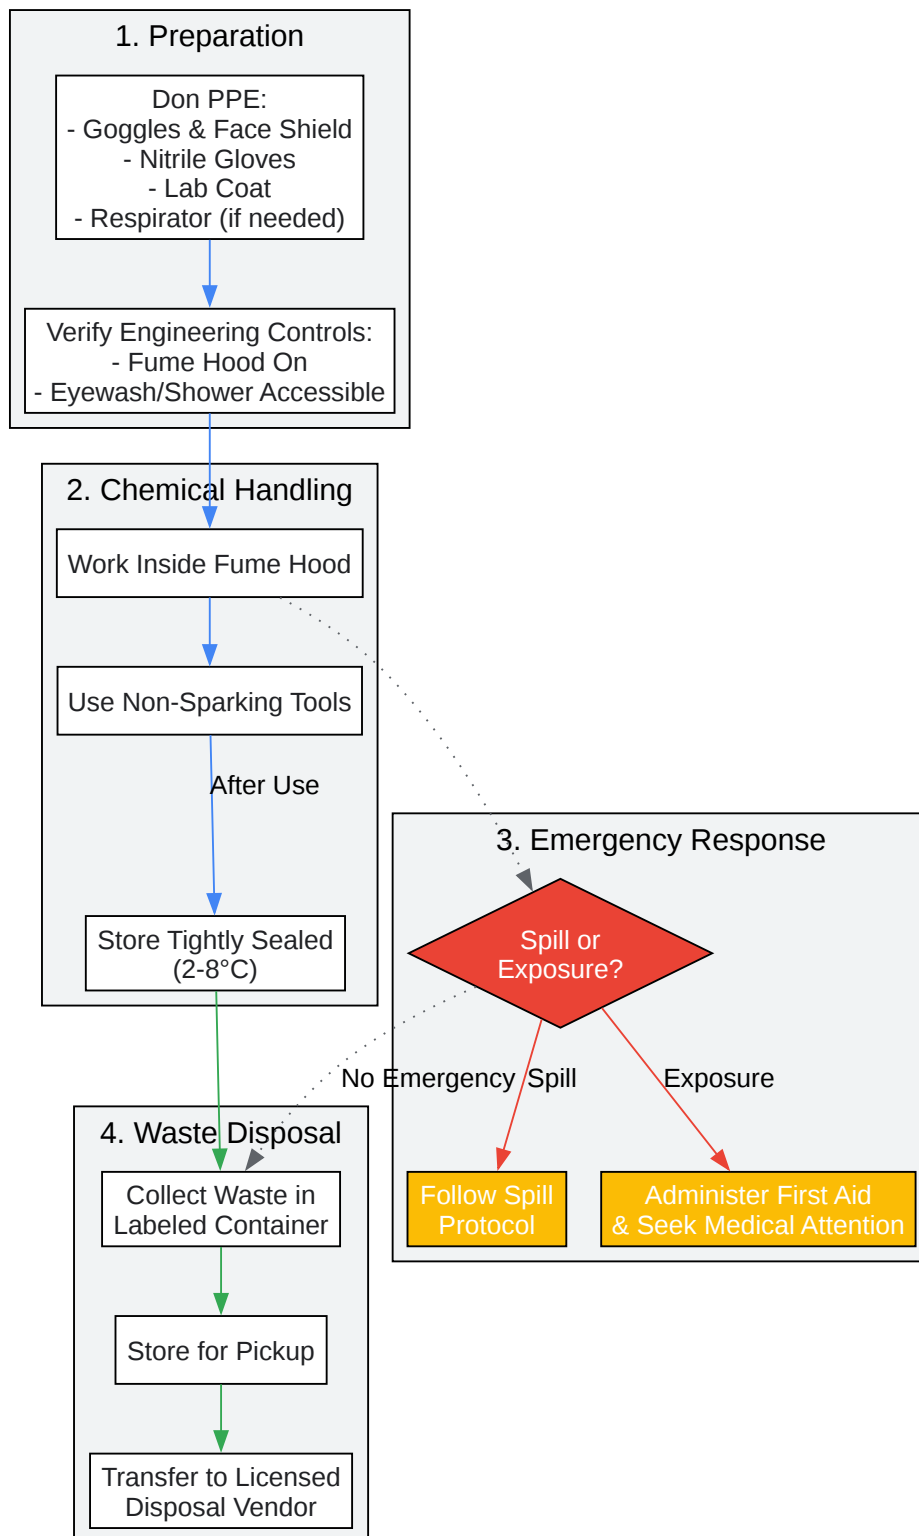 1. Preparation
Don PPE:
- Goggles & Face Shield
- Nitrile Gloves
- Lab Coat
- Respirator (if needed)
Verify Engineering Controls:
- Fume Hood On
- Eyewash/Shower Accessible
2. Chemical Handling
Work Inside Fume Hood
Use Non-Sparking Tools
After Use
Store Tightly Sealed
(2-8°C)
3. Emergency Response
Spill or
Exposure?
No Emergency
Spill
Exposure
Follow Spill
Protocol
Administer First Aid
& Seek Medical Attention
4. Waste Disposal
Collect Waste in
Labeled Container
Store for Pickup
Transfer to Licensed
Disposal Vendor